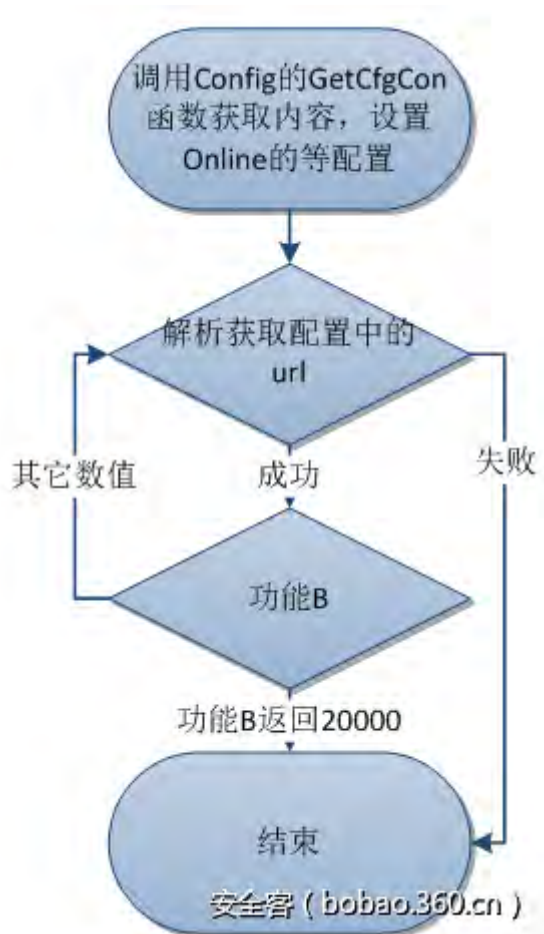 调用Config的GetCfgCon
函数获取内容，设置
Online的等配置
解析获取配置中的
url
其它数值
成功
失败
功能B
功能B返回20000
结束
安全客（bobao.360.cn）